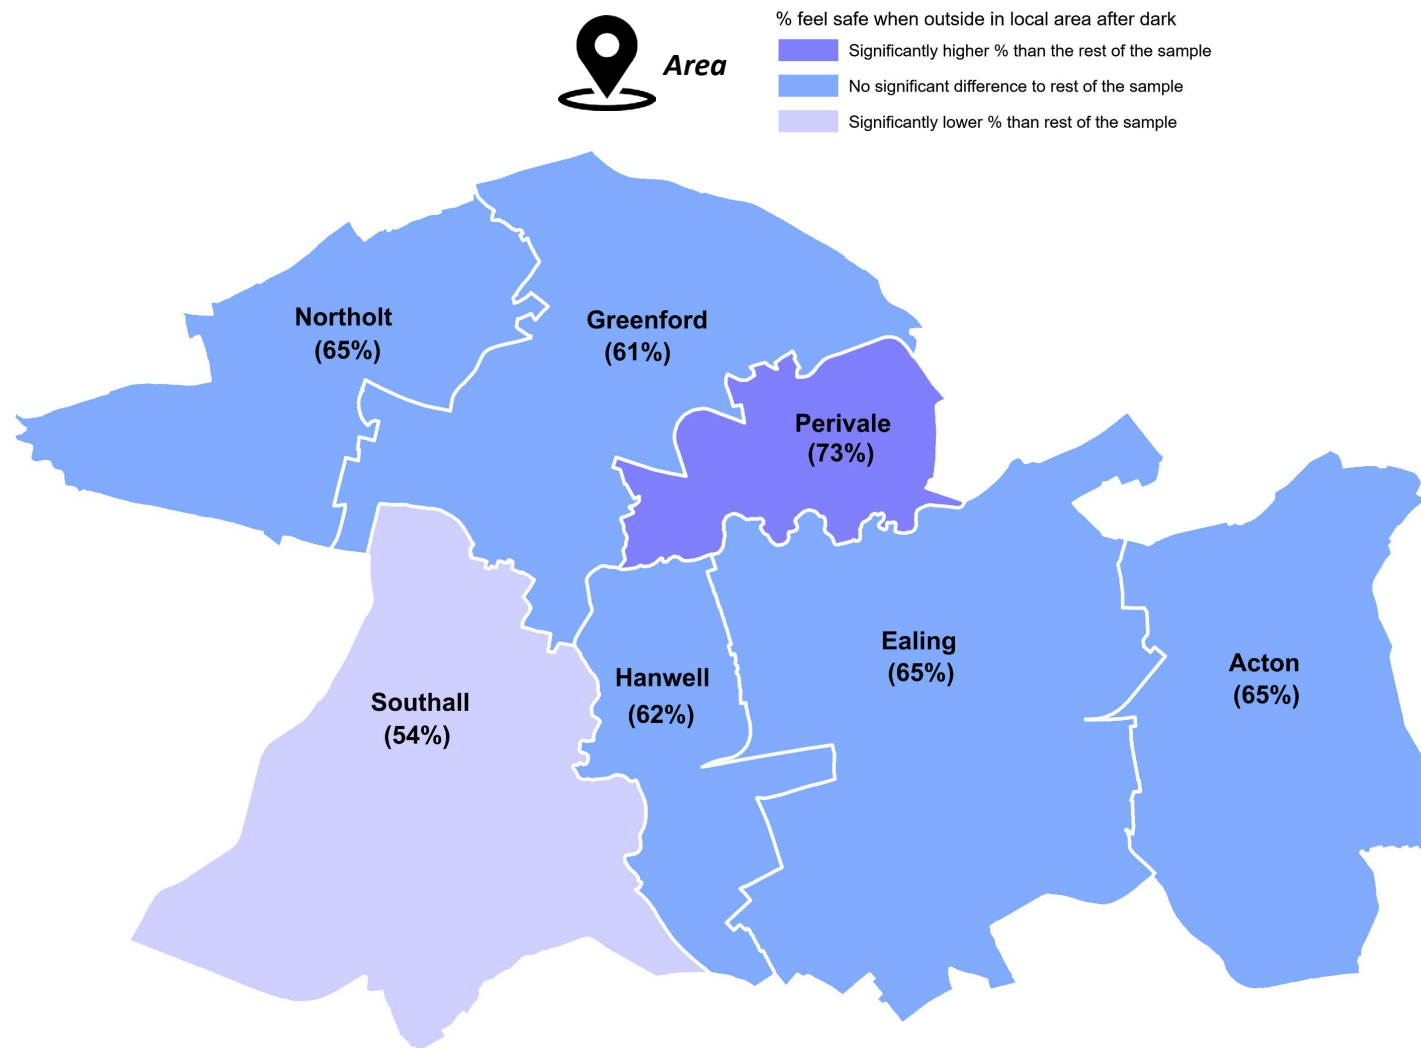 % feel safe when outside in local area after dark
Area
Significantly higher % than the rest of the sample
No significant difference to rest of the sample
Significantly lower % than rest of the sample
Northolt
(65%)
Greenford
(61%)
Perivale
(73%)
Ealing
(65%)
Acton
(65%)
Hanwell
(62%)
Southall
(54%)